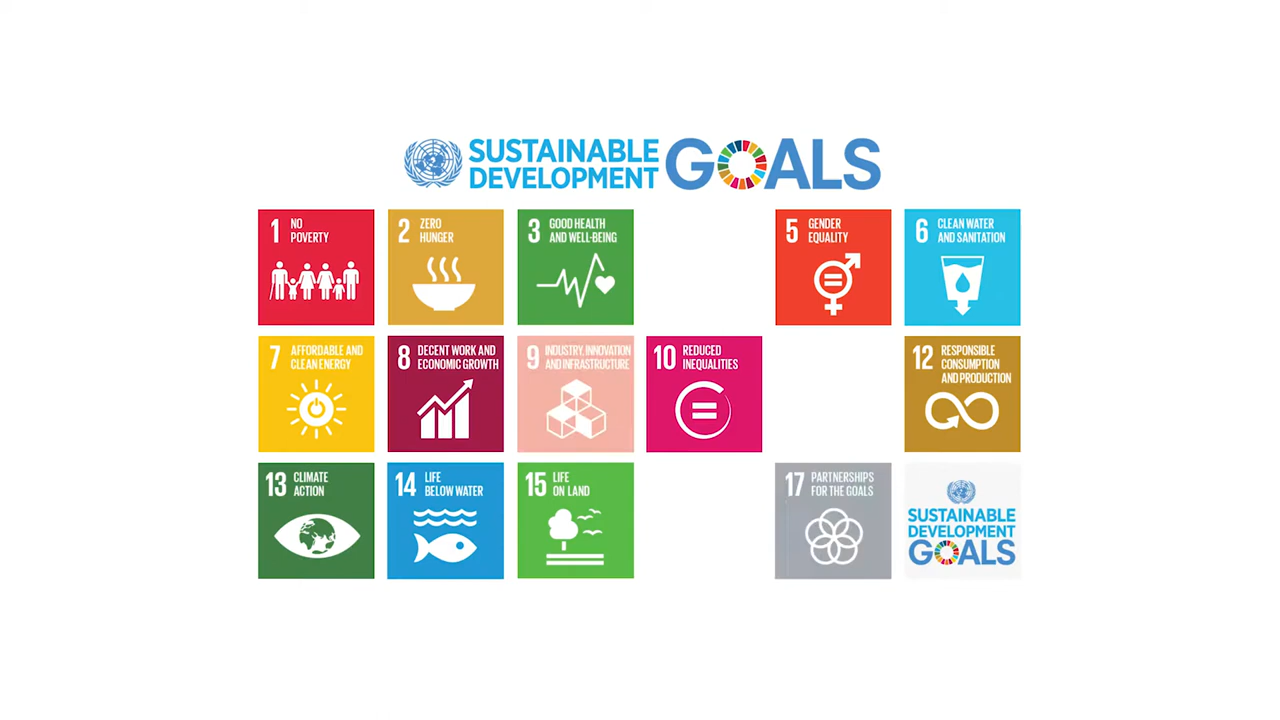 SUSTAINABLE
DEVELOPMENT
GOALS
1 NO
POVERTY
2 ZERO
HUNGER
3 GOOD HEALTH
AND WELL-BEING
5 GENDER
EQUALITY
6 CLEAN WATER
AND SANITATION
7 AFFORDABLE AND
CLEAN ENERGY
8 DECENT WORK AND
ECONOMIC GROWTH
9 INDUSTRY, INNOVATION
AND INFRASTRUCTURE
10 REDUCED
INEQUALITIES
12 RESPONSIBLE
CONSUMPTION
AND PRODUCTION
13 CLIMATE
ACTION
14 LIFE
BELOW WATER
15 LIFE
ON LAND
17 PARTNERSHIPS
FOR THE GOALS
SUSTAINABLE
DEVELOPMENT
GOALS